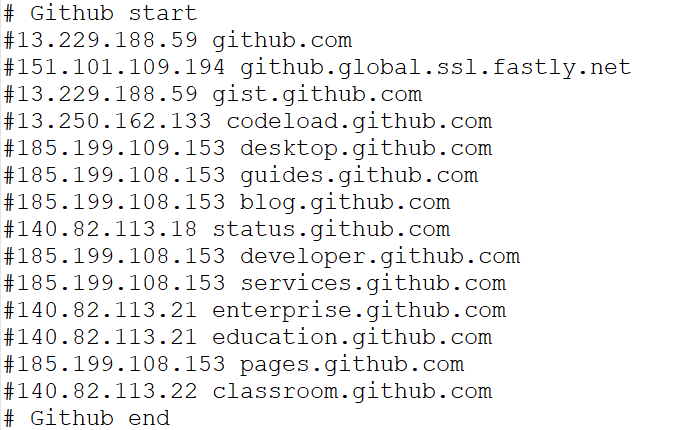 # Github start
#13.229.188.59 github.com
#151.101.109.194 github.global.ssl.fastly.net
#13.229.188.59 gist.github.com
#13.250.162.133 codeload.github.com
#185.199.109.153 desktop.github.com
#185.199.108.153 guides.github.com
#185.199.108.153 blog.github.com
#140.82.113.18 status.github.com
#185.199.108.153 developer.github.com
#185.199.108.153 services.github.com
#140.82.113.21 enterprise.github.com
#140.82.113.21 education.github.com
#185.199.108.153 pages.github.com
#140.82.113.22 classroom.github.com
# Github end